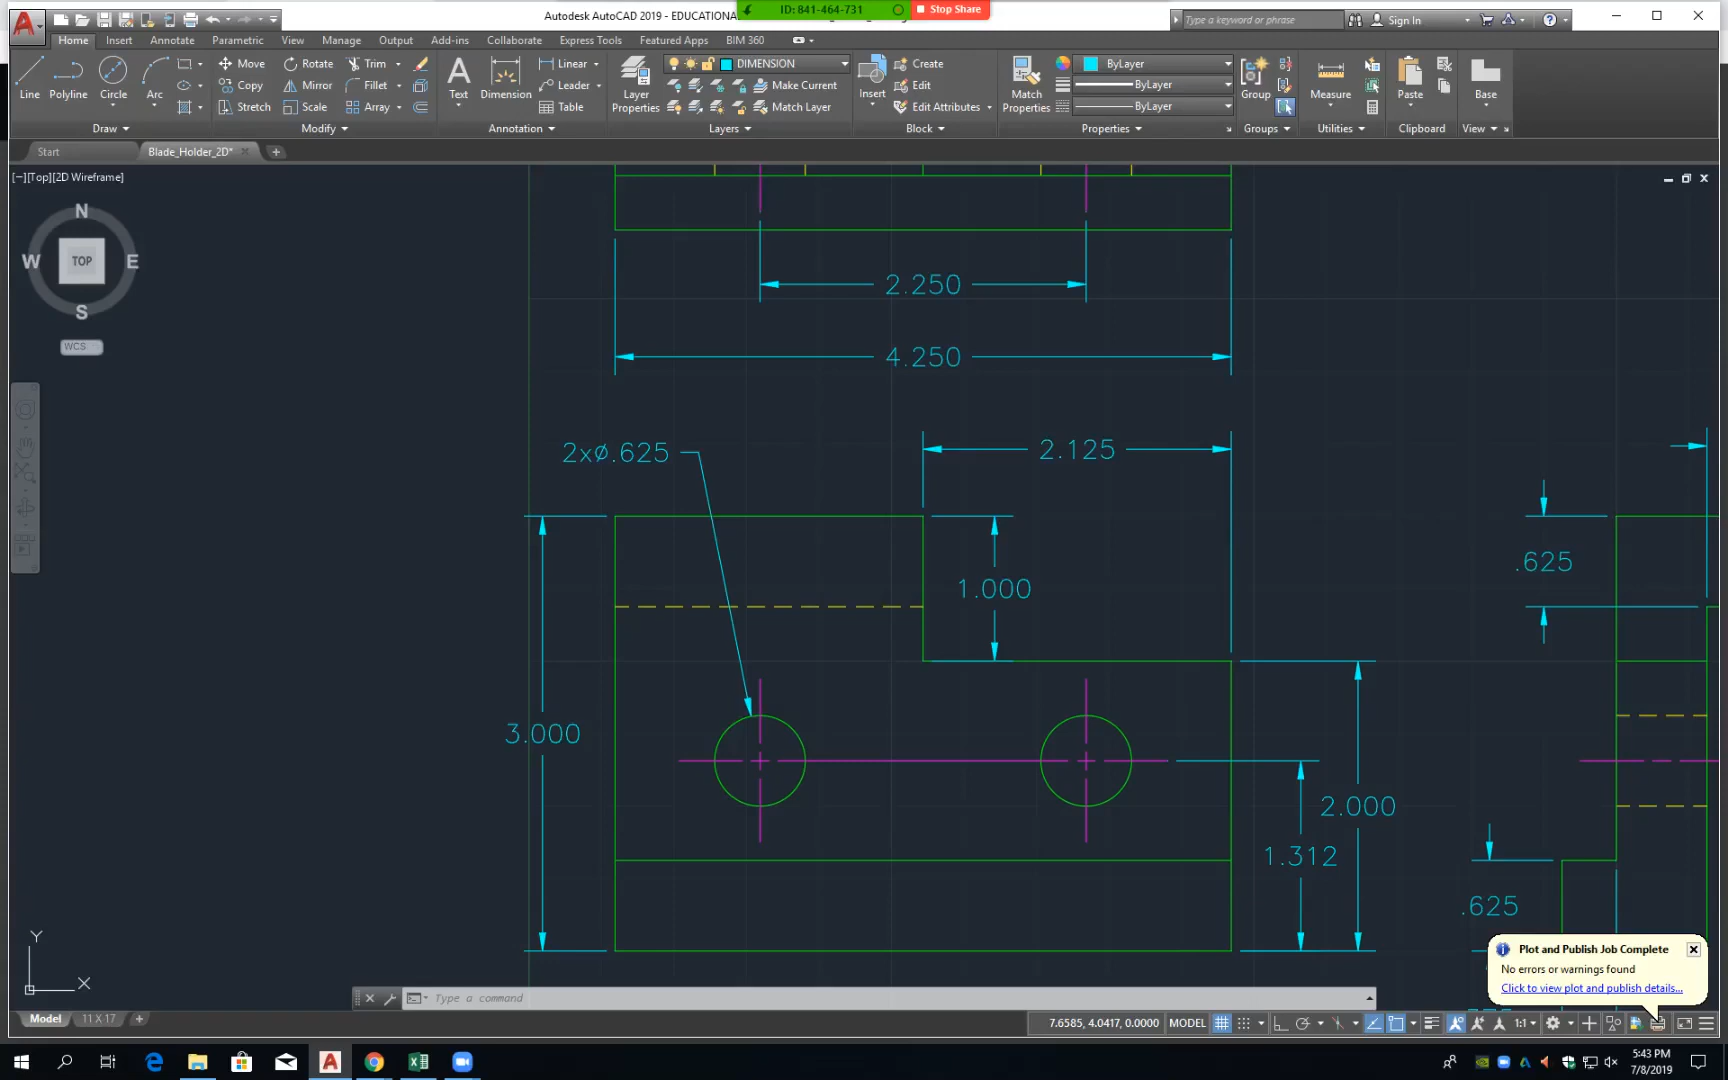 Autodesk AutoCAD 2019 - EDUCATIONA
ID: 841-464-731
Stop Share
Type a keyword or phrase
Sign In
Home Insert Annotate Parametric View Manage Output Add-ins Collaborate Express Tools Featured Apps BIM 360
Line
Polyline
Circle
Arc
Draw
Move
Copy
Stretch
Rotate
Mirror
Scale
Trim
Fillet
Array
Modify
Text
Dimension
Linear
Leader
Table
Annotation
Layer
Properties
DIMENSION
Make Current
Match Layer
Layers
Insert
Create
Edit
Edit Attributes
Block
Match
Properties
ByLayer
ByLayer
ByLayer
Properties
Group
Groups
Measure
Utilities
Paste
Clipboard
Base
View
Start
Blade_Holder_2D*
[−][Top][2D Wireframe]
N
W TOP E
S
WCS
2.250
4.250
2xø.625
2.125
1.000
.625
3.000
2.000
1.312
.625
Plot and Publish Job Complete
No errors or warnings found
Click to view plot and publish details...
Y
X
Type a command
Model 11 X 17
7.6585, 4.0417, 0.0000 MODEL
1:1
5:43 PM
7/8/2019